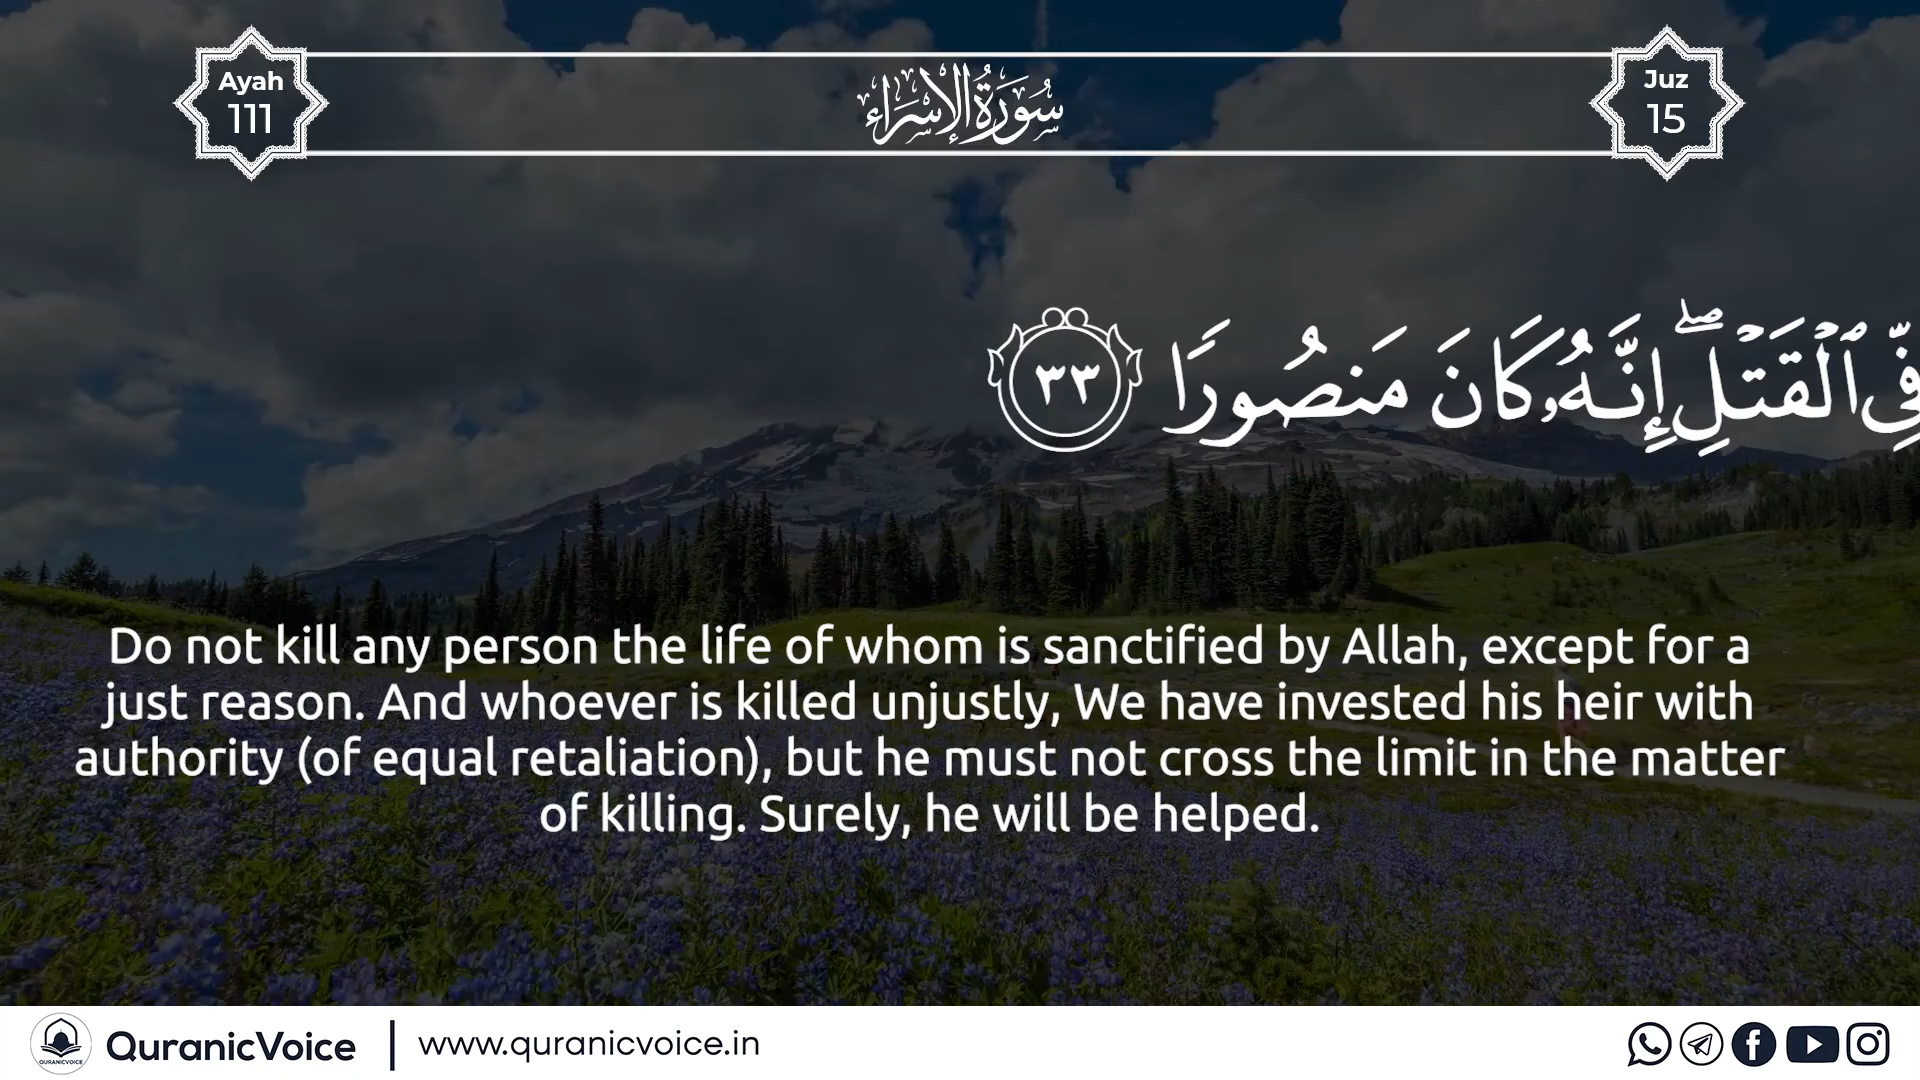 Ayah
111
سُورَةُ الإِسْرَاء
Juz
15
فِّي ٱلْقَتْلِ ۖ إِنَّهُۥ كَانَ مَنصُورًا ٣٣
Do not kill any person the life of whom is sanctified by Allah, except for a
just reason. And whoever is killed unjustly, We have invested his heir with
authority (of equal retaliation), but he must not cross the limit in the matter
of killing. Surely, he will be helped.
QURANICVOICE
QuranicVoice | www.quranicvoice.in